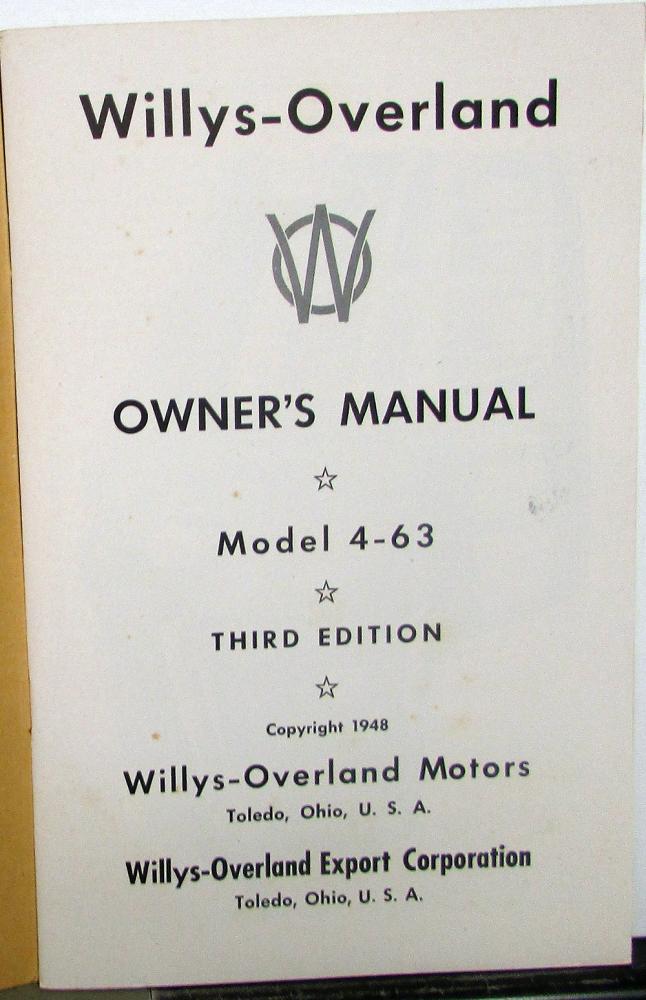 Willys-Overland
WO
OWNER'S MANUAL
Model 4-63
THIRD EDITION
Copyright 1948
Willys-Overland Motors
Toledo, Ohio, U. S. A.
Willys-Overland Export Corporation
Toledo, Ohio, U. S. A.